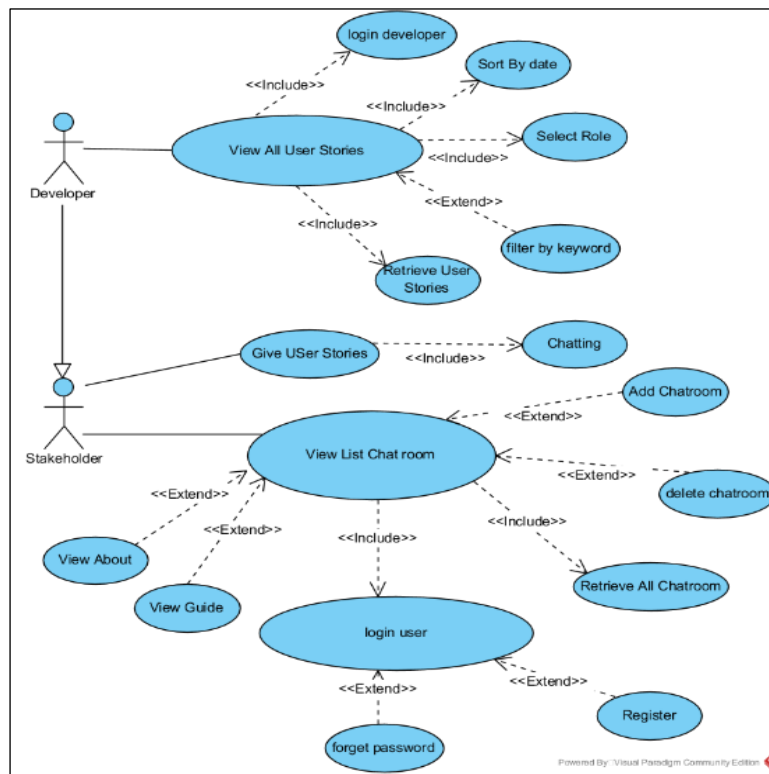 login developer
<<Include>>
Sort By date
<<Include>>
View All User Stories
Select Role
<<Include>>
Developer
<<Extend>>
<<Include>>
filter by keyword
Retrieve User
Stories
Give USer Stories
<<Include>>
Chatting
Add Chatroom
<<Extend>>
Stakeholder
View List Chat room
<<Extend>>
delete chatroom
<<Extend>>
<<Extend>>
<<Include>>
<<Include>>
View About
View Guide
Retrieve All Chatroom
login user
<<Extend>>
<<Extend>>
Register
forget password
Powered By Visual Paradigm Community Edition